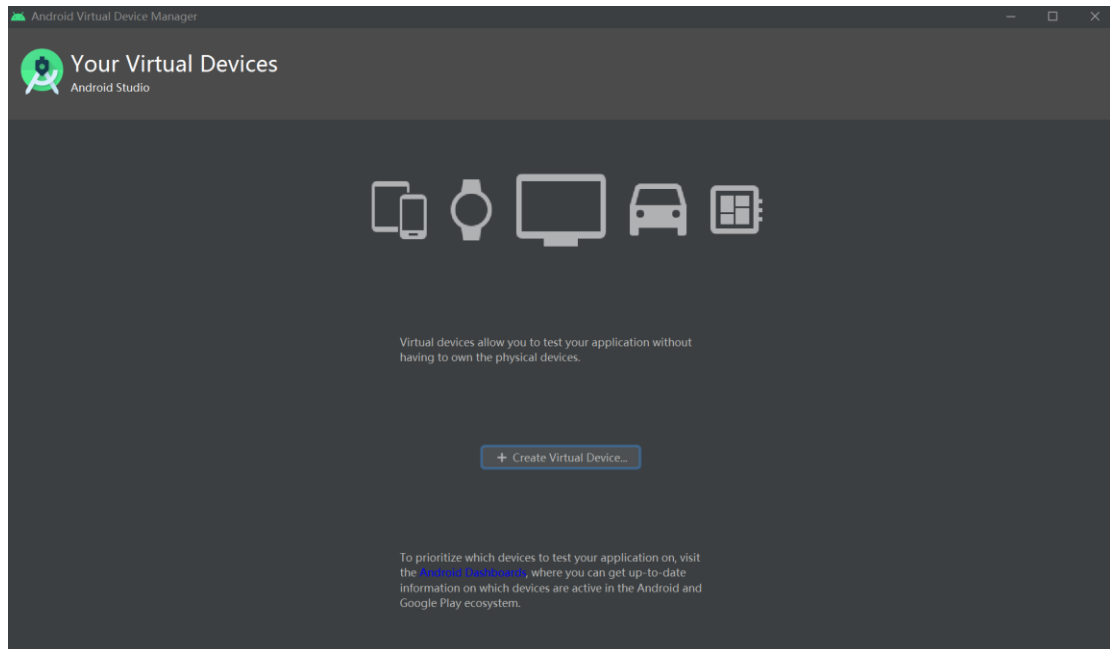 Android Virtual Device Manager
Your Virtual Devices
Android Studio
Virtual devices allow you to test your application without
having to own the physical devices.
+ Create Virtual Device...
To prioritize which devices to test your application on, visit
the Android Dashboards, where you can get up-to-date
information on which devices are active in the Android and
Google Play ecosystem.